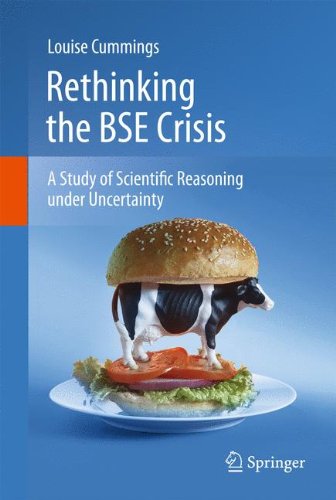 Louise Cummings
Rethinking
the BSE Crisis
A Study of Scientific Reasoning
under Uncertainty
Springer